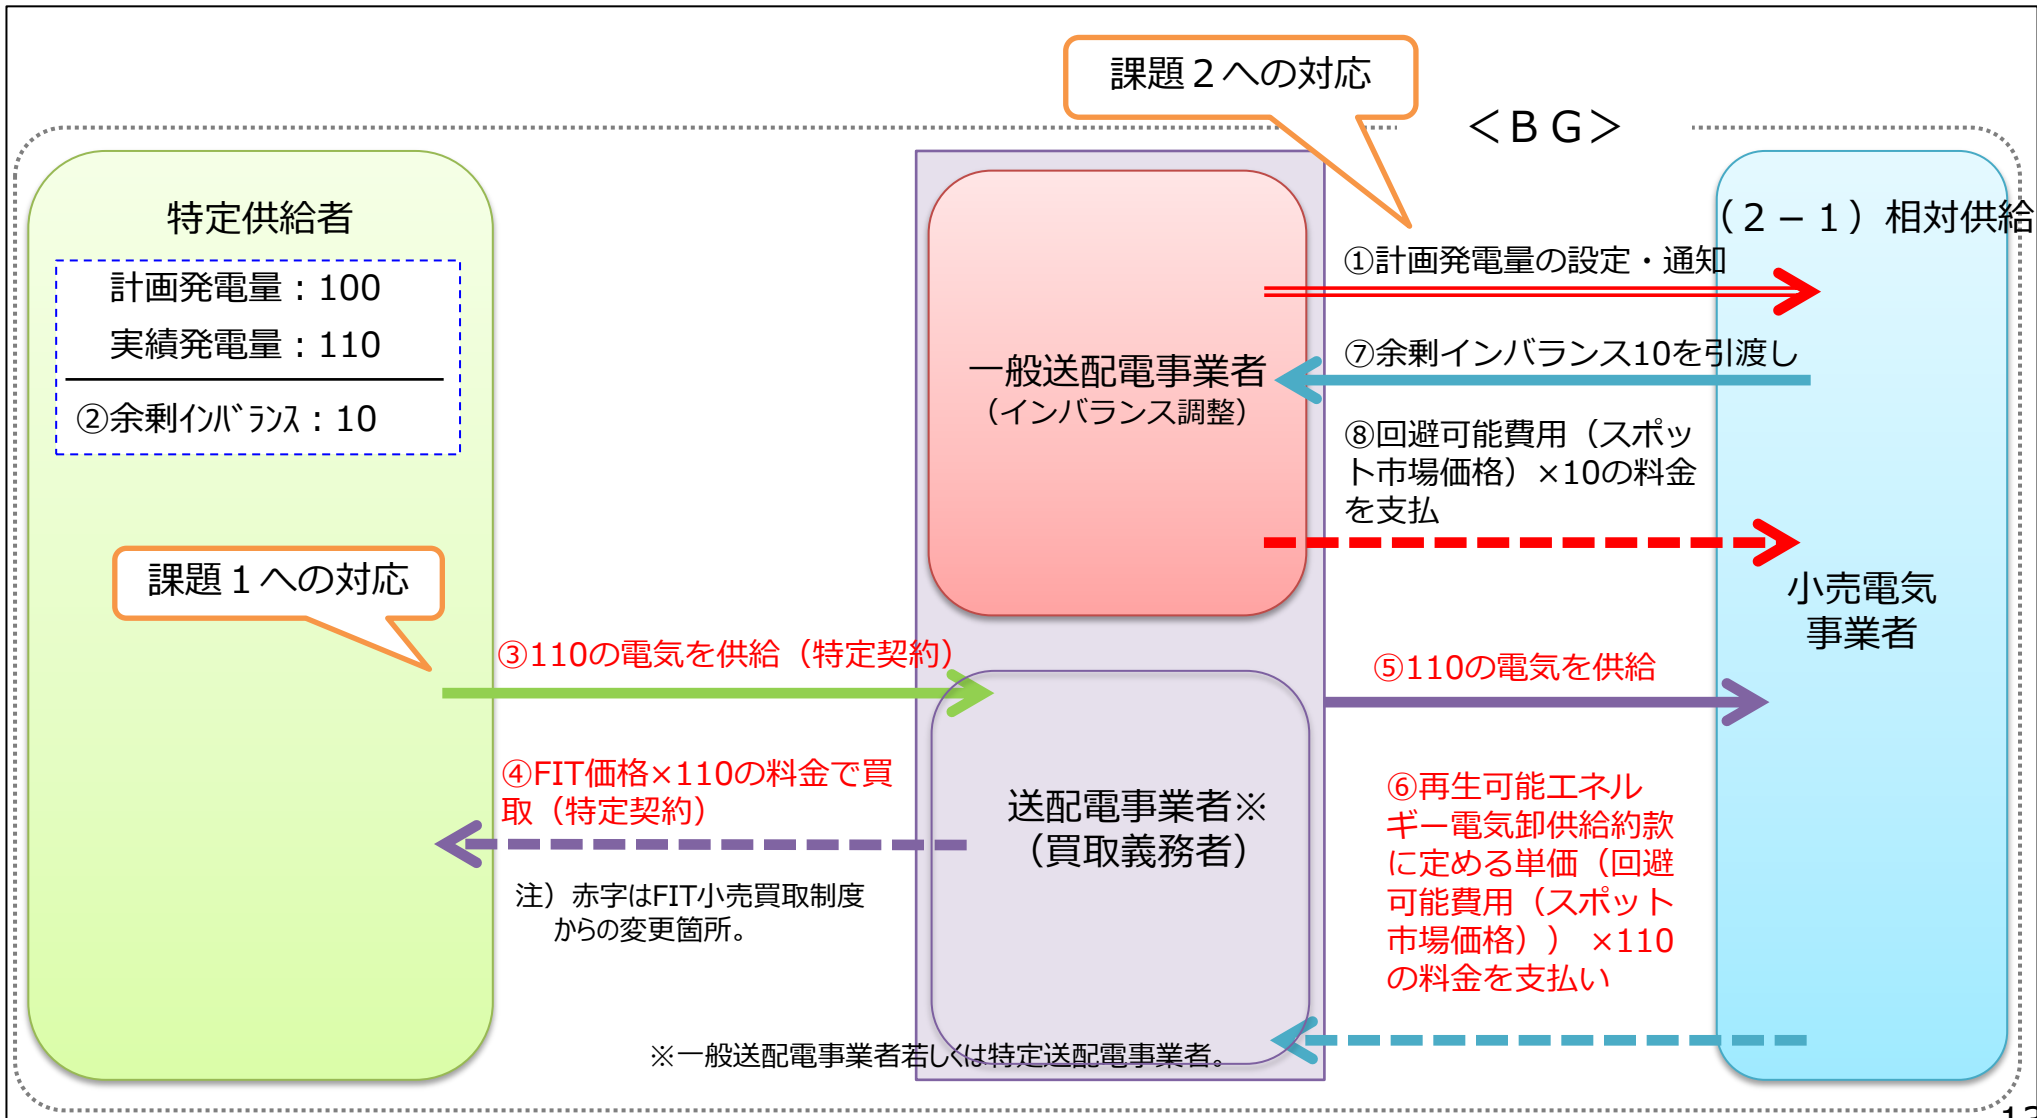 課題２への対応
＜ＢＧ＞
特定供給者
計画発電量：100
実績発電量：110
②余剰ｲﾝﾊﾞﾗﾝｽ：10
課題１への対応
一般送配電事業者
（インバランス調整）
（２－１）相対供給
①計画発電量の設定・通知
⑦余剰インバランス10を引渡し
⑧回避可能費用（スポッ
ト市場価格）×10の料金
を支払
小売電気
事業者
③110の電気を供給（特定契約）
⑤110の電気を供給
④FIT価格×110の料金で買
取（特定契約）
送配電事業者※
（買取義務者）
⑥再生可能エネル
ギー電気卸供給約款
に定める単価（回避
可能費用（スポット
市場価格）） ×110
の料金を支払い
注）赤字はFIT小売買取制度
からの変更箇所。
※一般送配電事業者若しくは特定送配電事業者。